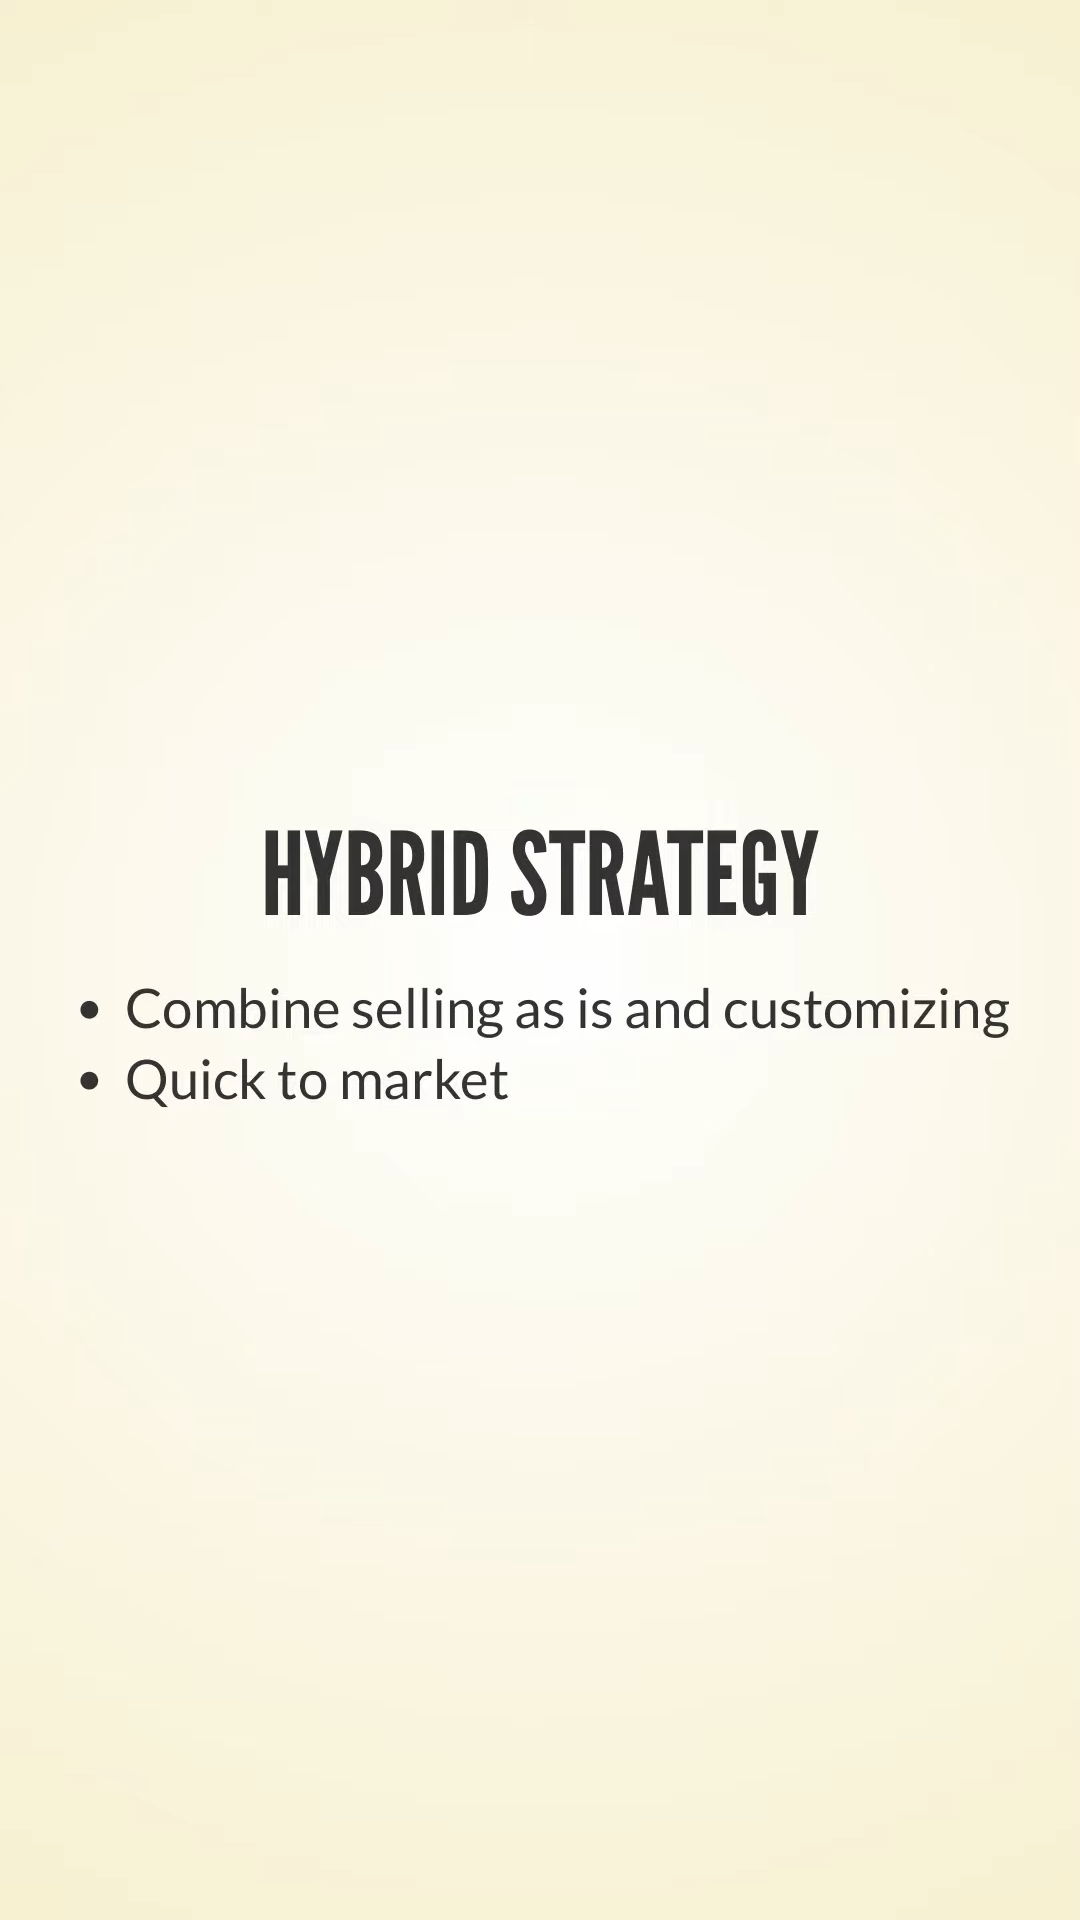 HYBRID STRATEGY
• Combine selling as is and customizing
• Quick to market